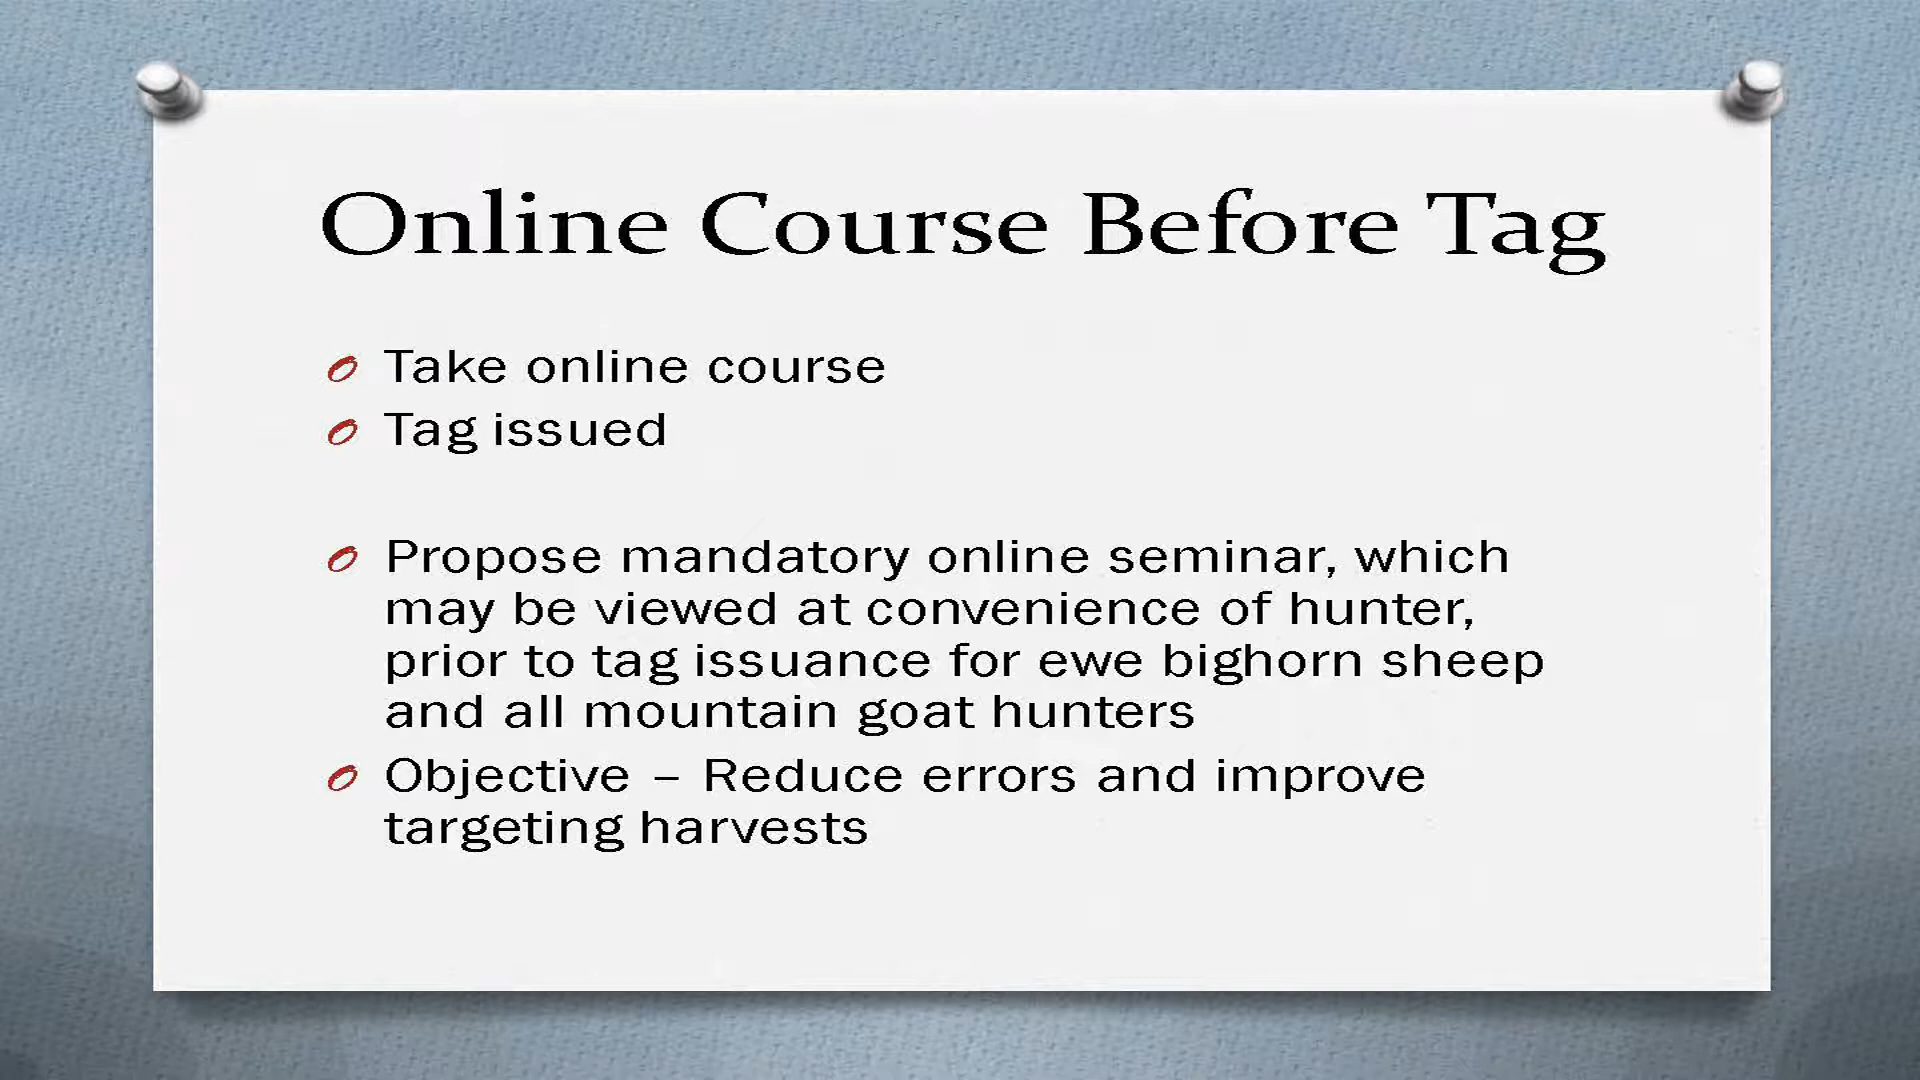 Online Course Before Tag
Take online course
Tag issued
Propose mandatory online seminar, which
may be viewed at convenience of hunter,
prior to tag issuance for ewe bighorn sheep
and all mountain goat hunters
Objective – Reduce errors and improve
targeting harvests